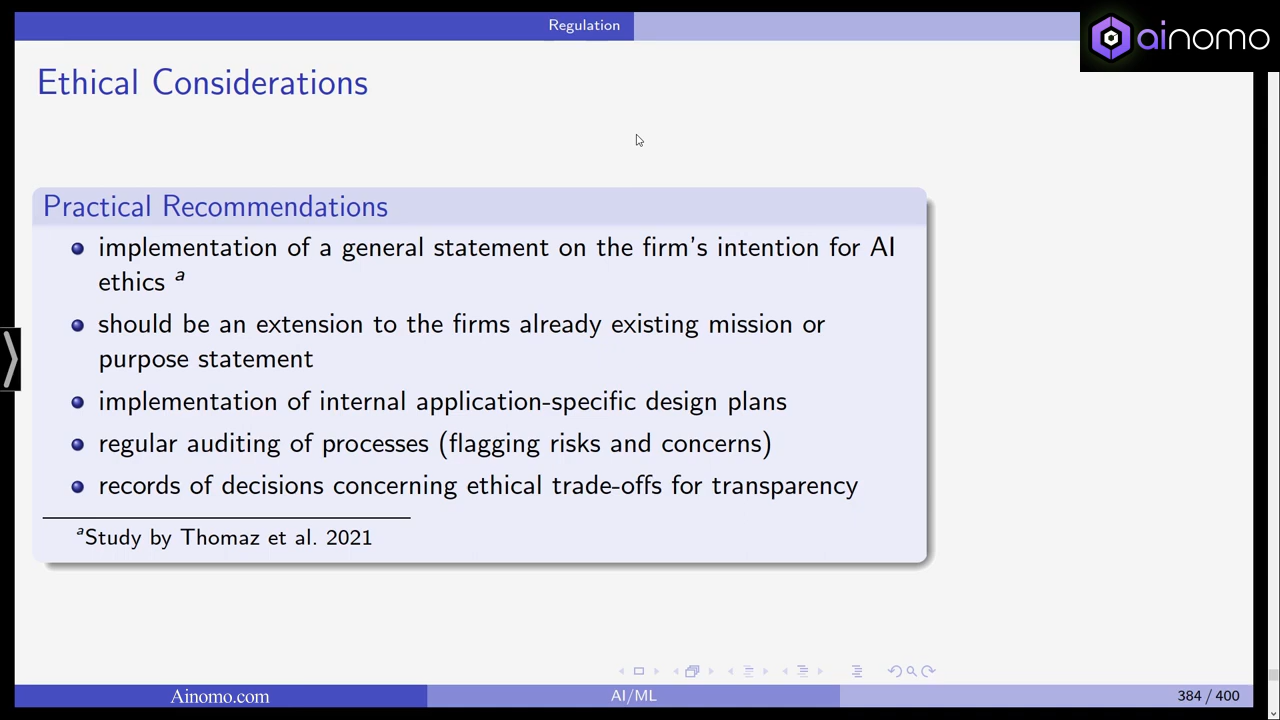 Regulation
ainomo
Ethical Considerations
Practical Recommendations
implementation of a general statement on the firm's intention for AI
ethics a
should be an extension to the firms already existing mission or
purpose statement
implementation of internal application-specific design plans
regular auditing of processes (flagging risks and concerns)
records of decisions concerning ethical trade-offs for transparency
aStudy by Thomaz et al. 2021
Ainomo.com
AI/ML
384 / 400